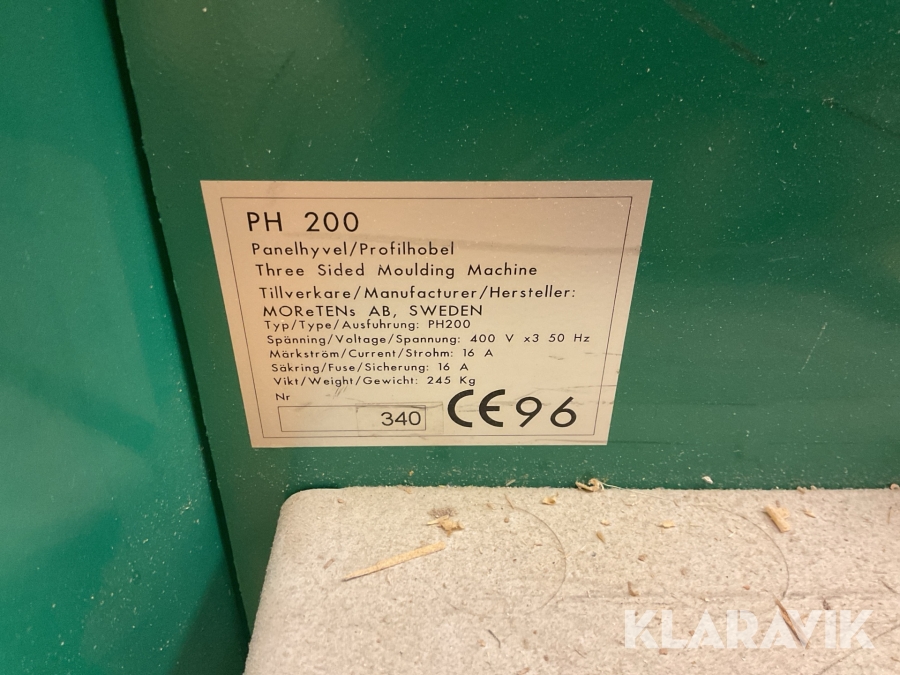 PH 200
Panelhyvel/Profilhobel
Three Sided Moulding Machine
Tillverkare/Manufacturer/Hersteller:
MOReTENs AB, SWEDEN
Typ/Type/Ausfuhrung: PH200
Spänning/Voltage/Spannung: 400 V x3 50 Hz
Märkström/Current/Strohm: 16 A
Säkring/Fuse/Sicherung: 16 A
Vikt/Weight/Gewicht: 245 Kg
Nr
340 CE96
KLARAVIK